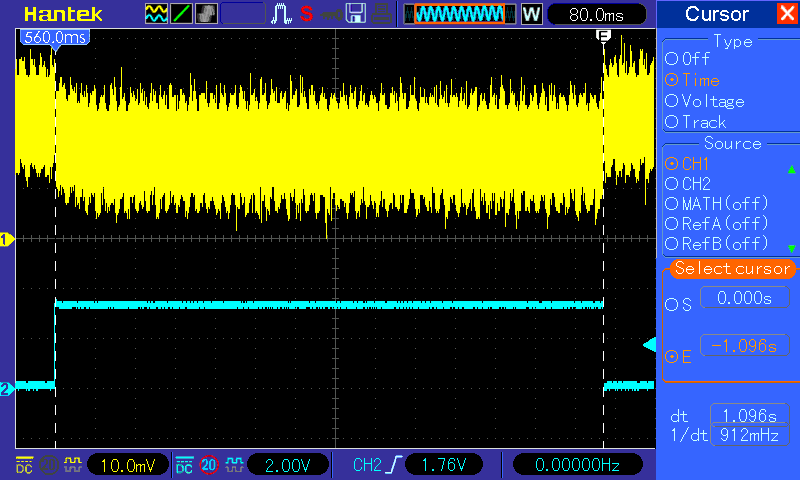 Hantek S W 80.0ms
560.0ms E
Cursor X
Type
Off
Time
Voltage
Track
Source
CH1
CH2
MATH(off)
RefA(off)
RefB(off)
Select cursor
S 0.000s
E -1.096s
dt 1.096s
1/dt 912mHz
1
2
DC 20 10.0mV DC 20 2.00V CH2 1.76V 0.00000Hz